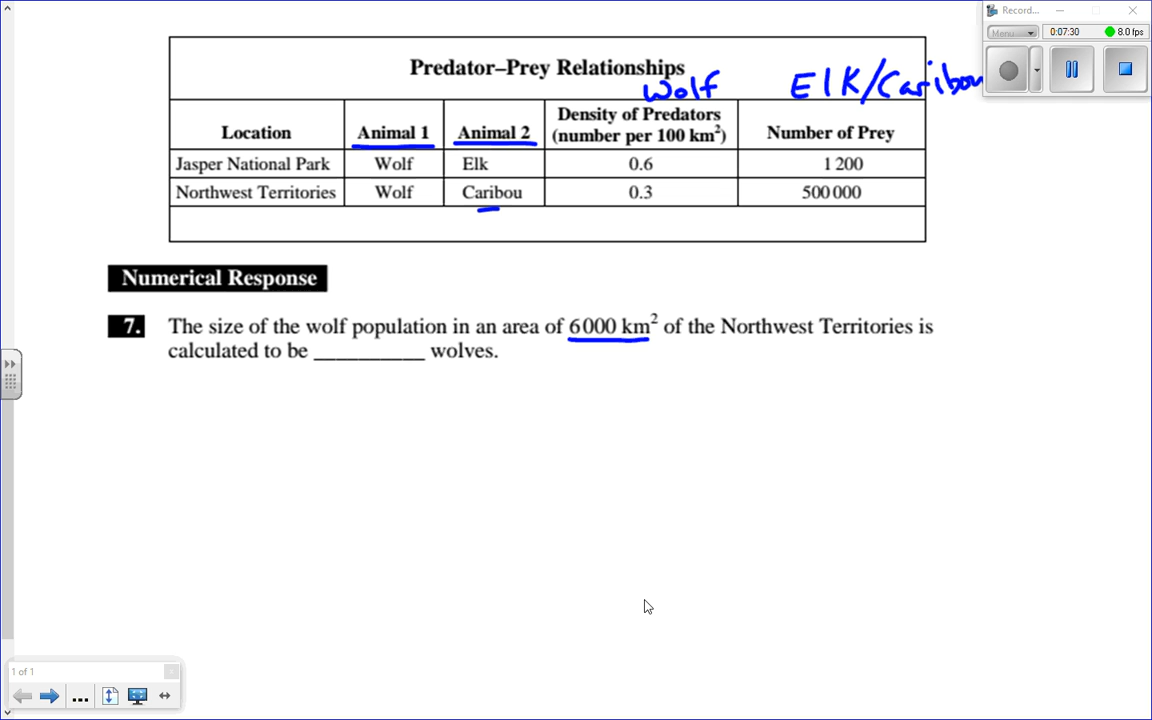 Record...
Menu 0:07:30 8.0 fps
Predator–Prey Relationships
Wolf Elk/Caribou
Location Animal 1 Animal 2 Density of Predators (number per 100 km²) Number of Prey
Jasper National Park Wolf Elk 0.6 1 200
Northwest Territories Wolf Caribou 0.3 500 000
Numerical Response
7. The size of the wolf population in an area of 6 000 km² of the Northwest Territories is
calculated to be __________ wolves.
1 of 1